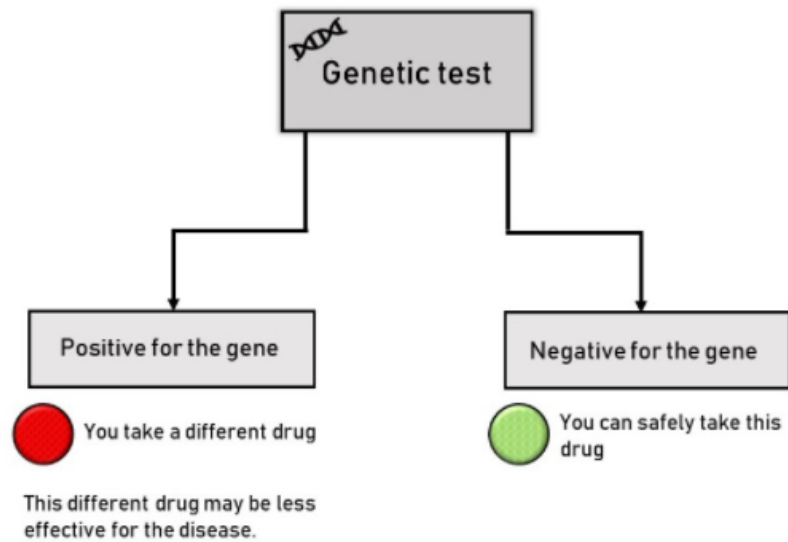 Genetic test
Positive for the gene
Negative for the gene
You take a different drug
You can safely take this
drug
This different drug may be less
effective for the disease.